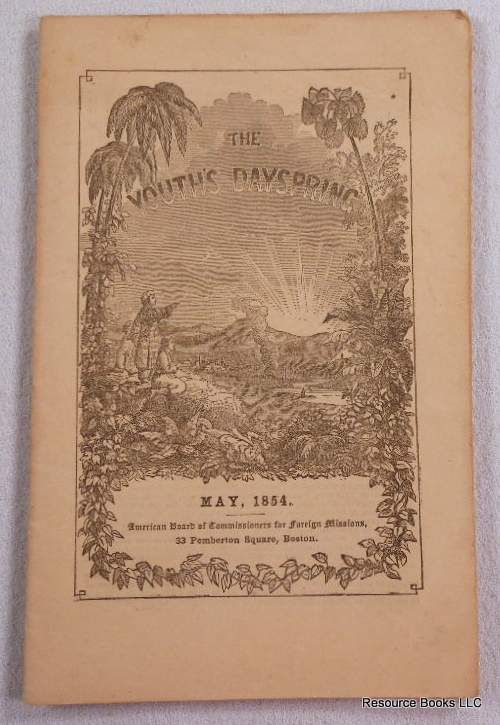 THE
YOUTH'S DAYSPRING
MAY, 1854.
American Board of Commissioners for Foreign Missions,
33 Pemberton Square, Boston.
Resource Books LLC